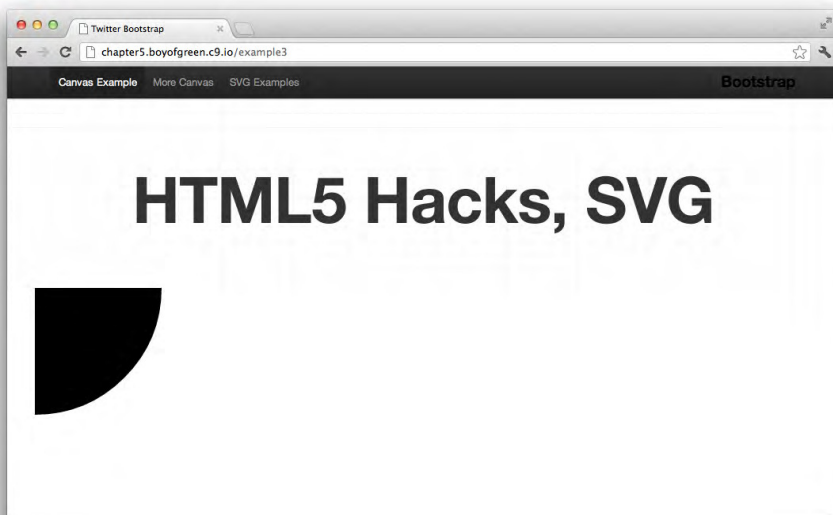 Twitter Bootstrap
chapter5.boyofgreen.c9.io/example3
Canvas Example More Canvas SVG Examples Bootstrap
HTML5 Hacks, SVG